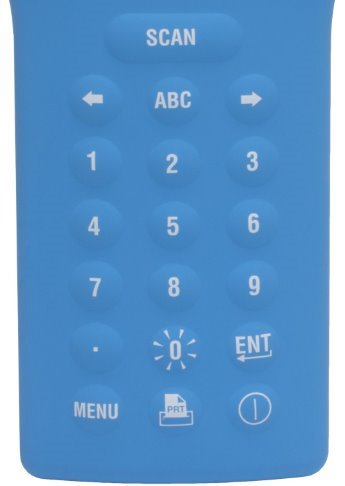 SCAN
ABC
1 2 3
4 5 6
7 8 9
. 0 ENT
MENU PRT